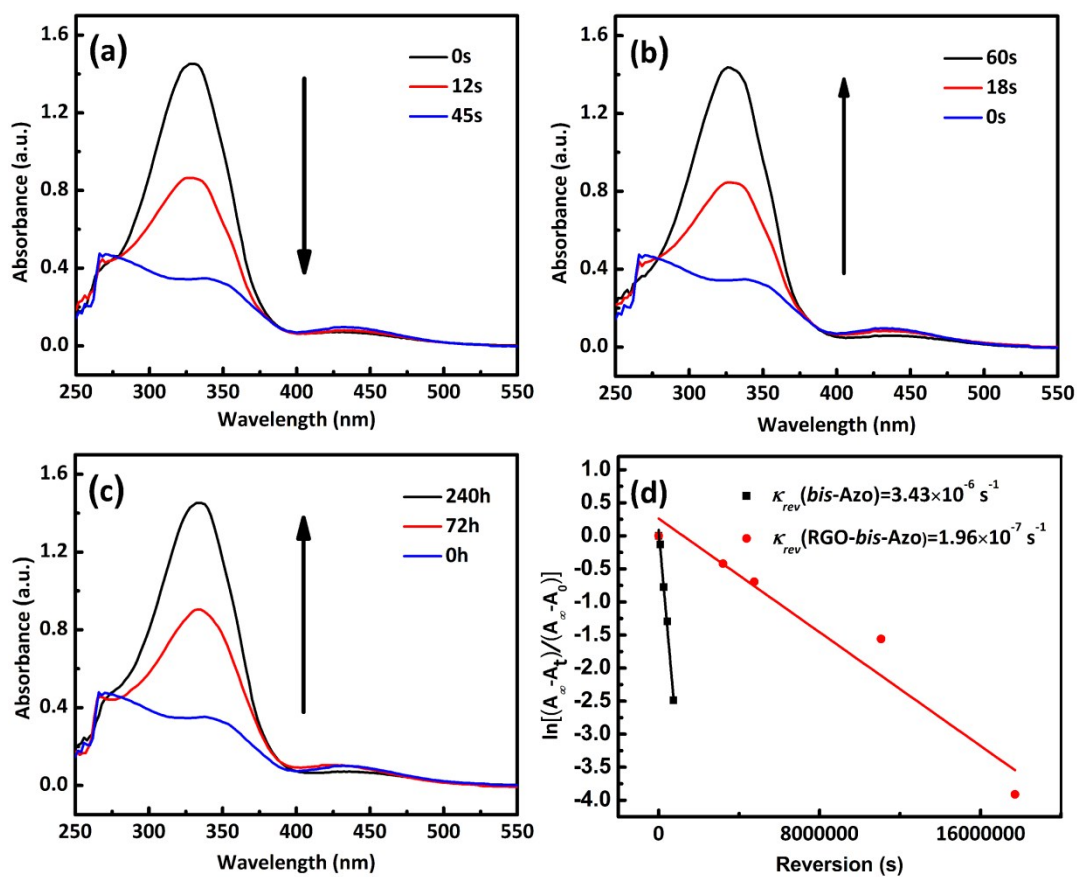 (a)
0s
12s
45s
1.6
1.2
0.8
0.4
0.0
Absorbance (a.u.)
250 300 350 400 450 500 550
Wavelength (nm)
(b)
60s
18s
0s
1.6
1.2
0.8
0.4
0.0
Absorbance (a.u.)
250 300 350 400 450 500 550
Wavelength (nm)
(c)
240h
72h
0h
1.6
1.2
0.8
0.4
0.0
Absorbance (a.u.)
250 300 350 400 450 500 550
Wavelength (nm)
(d)
κrev(bis-Azo)=3.43×10⁻⁶ s⁻¹
κrev(RGO-bis-Azo)=1.96×10⁻⁷ s⁻¹
1.0
0.5
0.0
-0.5
-1.0
-1.5
-2.0
-2.5
-3.0
-3.5
-4.0
ln[(A∞-At)/(A∞-A0)]
0 8000000 16000000
Reversion (s)